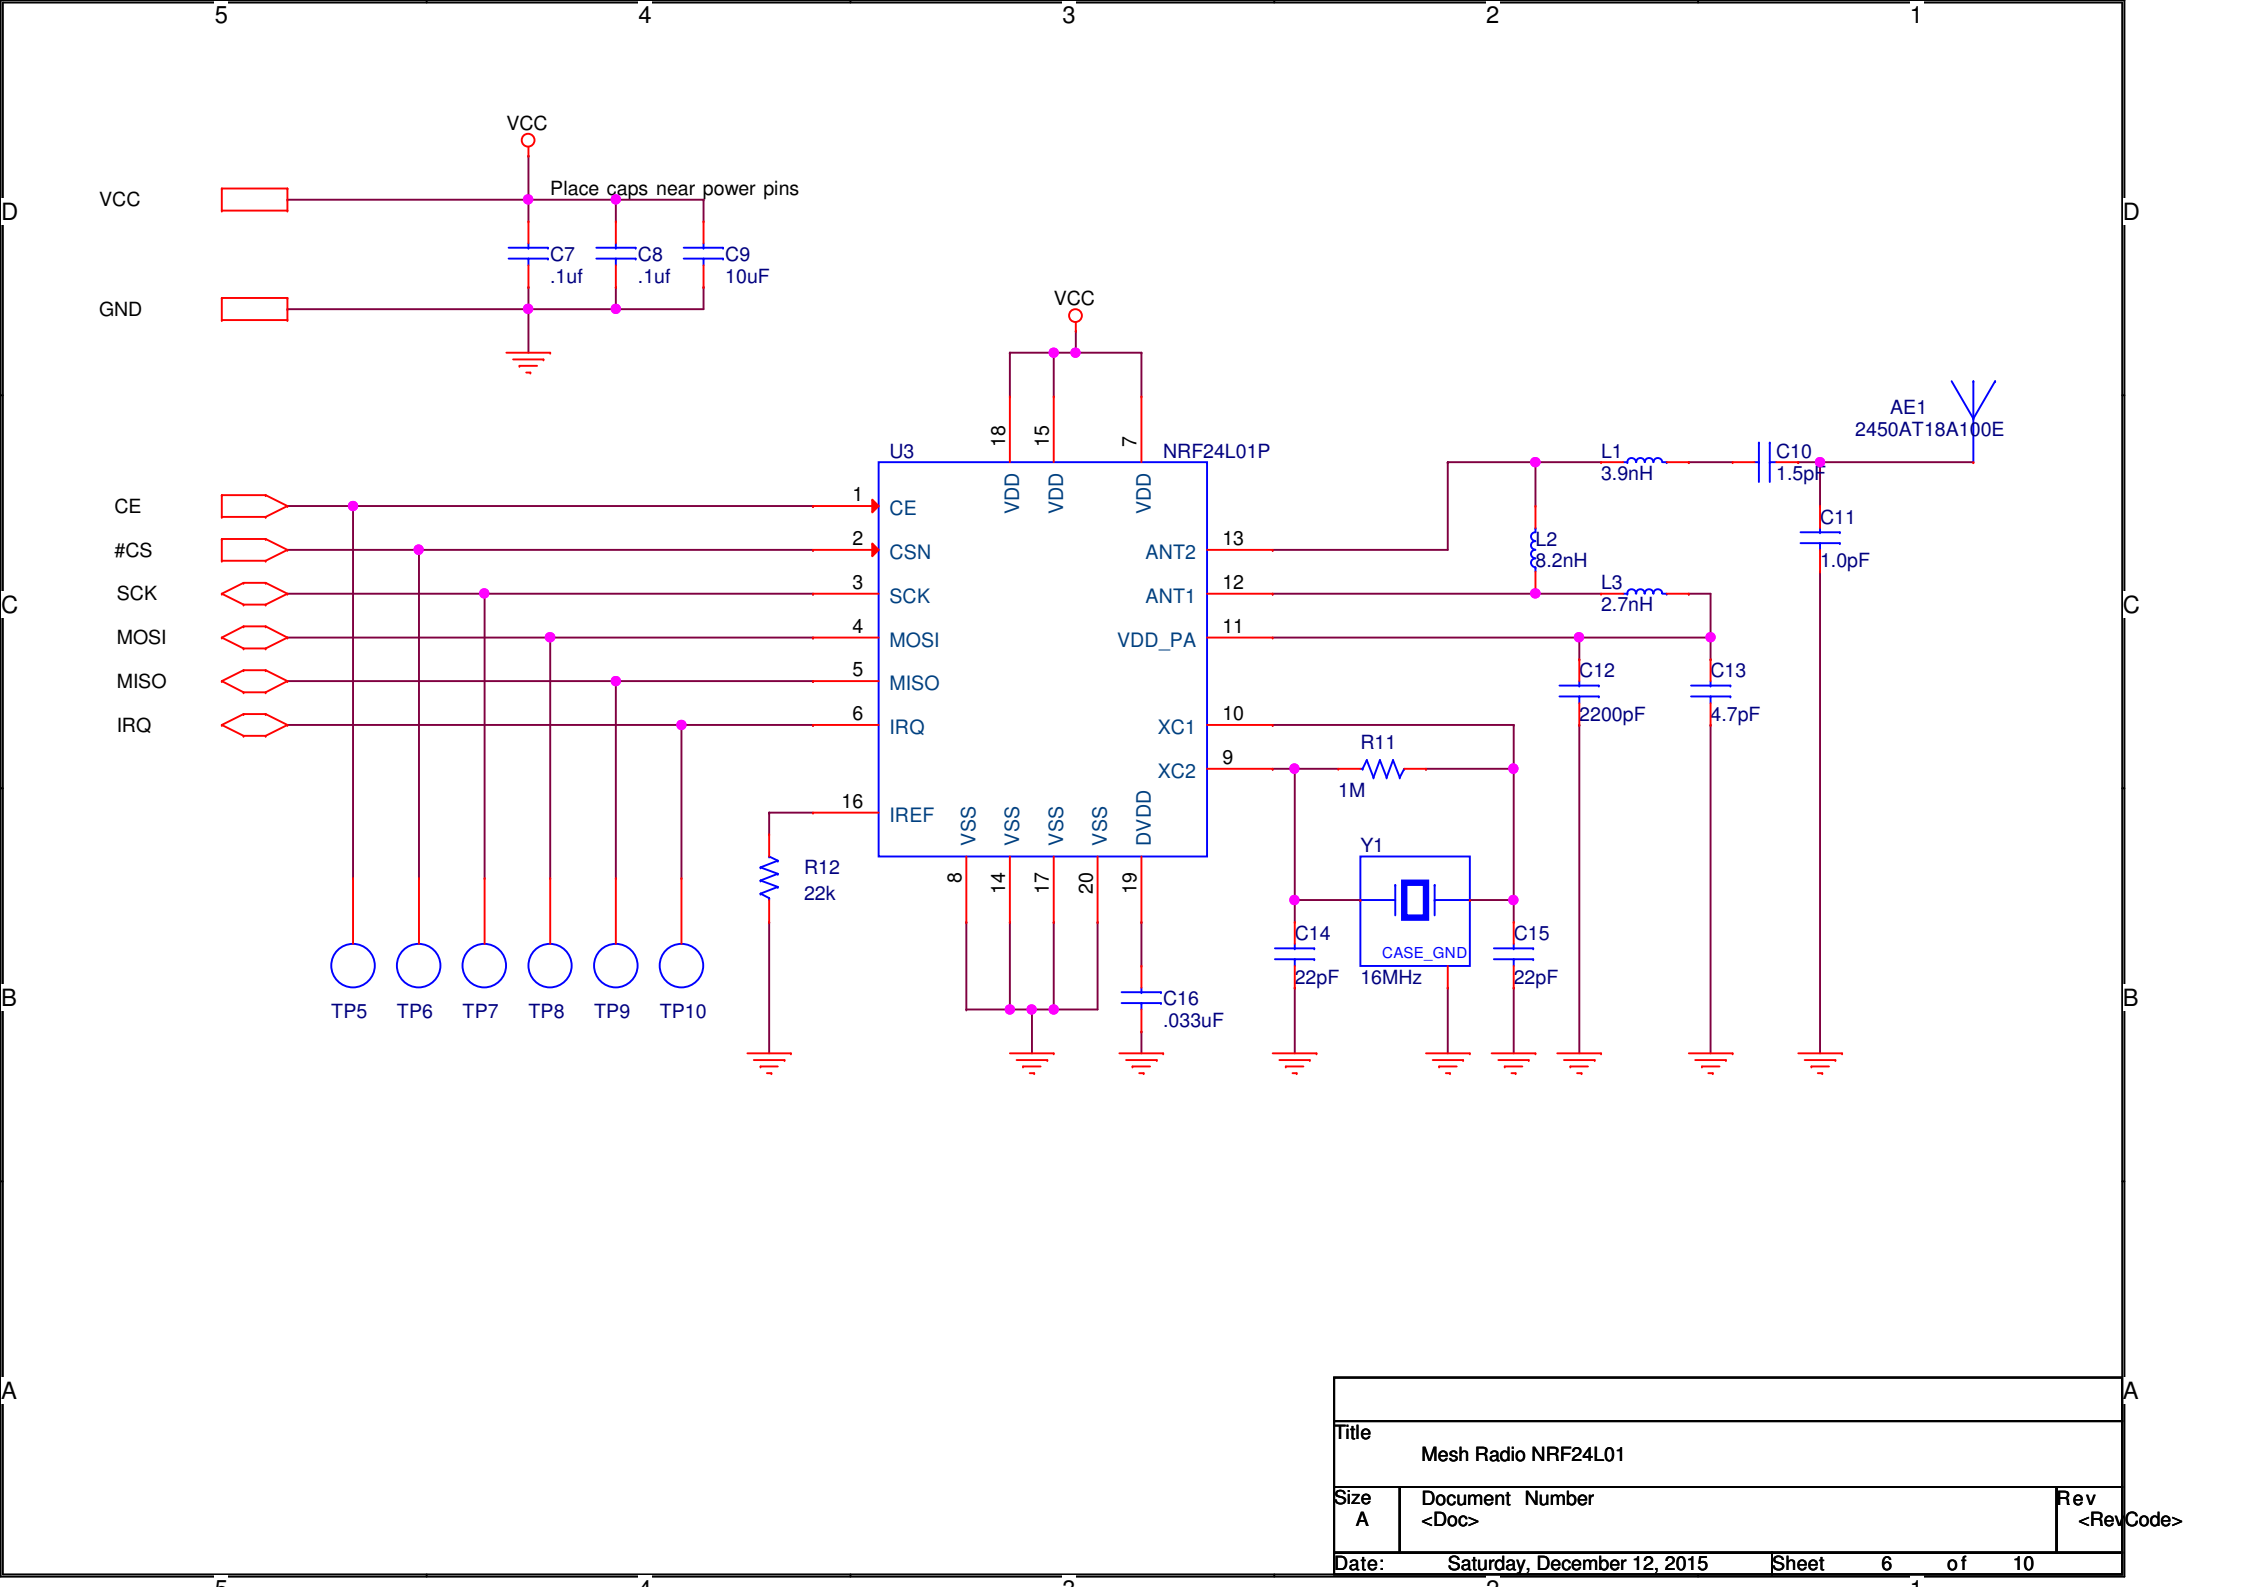 5 4 3 2 1
VCC
Place caps near power pins
VCC
D D
C7 C8 C9
.1uf .1uf 10uF
GND
VCC
AE1
2450AT18A100E
18 15 7
U3 NRF24L01P
L1 C10
3.9nH 1.5pF
VDD VDD VDD
CE 1 CE
C11
1.0pF
#CS 2 CSN
ANT2 13
L2
8.2nH
SCK 3 SCK
ANT1 12
L3
2.7nH
C C
MOSI 4 MOSI
VDD_PA 11
C12 C13
2200pF 4.7pF
MISO 5 MISO
IRQ 6 IRQ
XC1 10
R11
1M
XC2 9
16 IREF
VSS VSS VSS VSS DVDD
8 14 17 20 19
R12
22k
Y1
C14 C15
CASE_GND
22pF 16MHz 22pF
B B
C16
.033uF
TP5 TP6 TP7 TP8 TP9 TP10
A A
Title
Mesh Radio NRF24L01
Size Document Number Rev
A <Doc> <RevCode>
Date: Saturday, December 12, 2015 Sheet 6 of 10
5 4 3 2 1